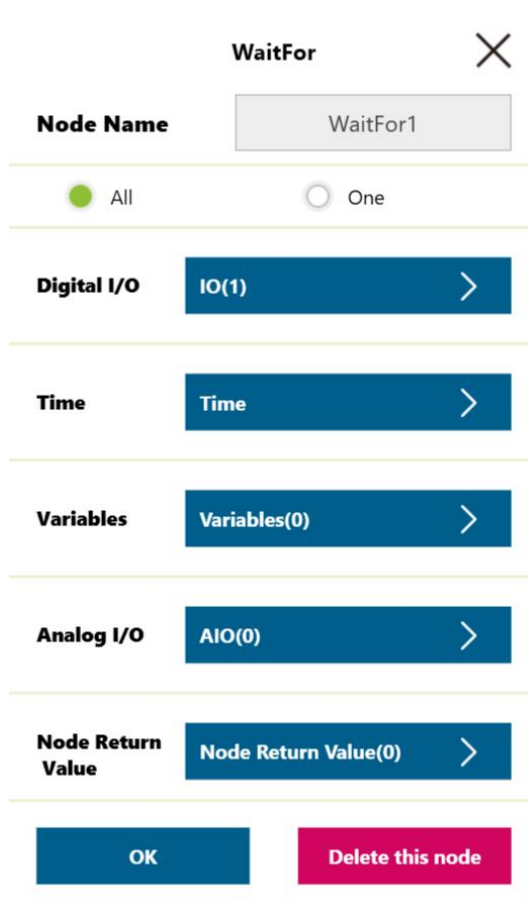 WaitFor
Node Name WaitFor1
All One
Digital I/O IO(1)
Time Time
Variables Variables(0)
Analog I/O AIO(0)
Node Return
Value
Node Return Value(0)
OK Delete this node